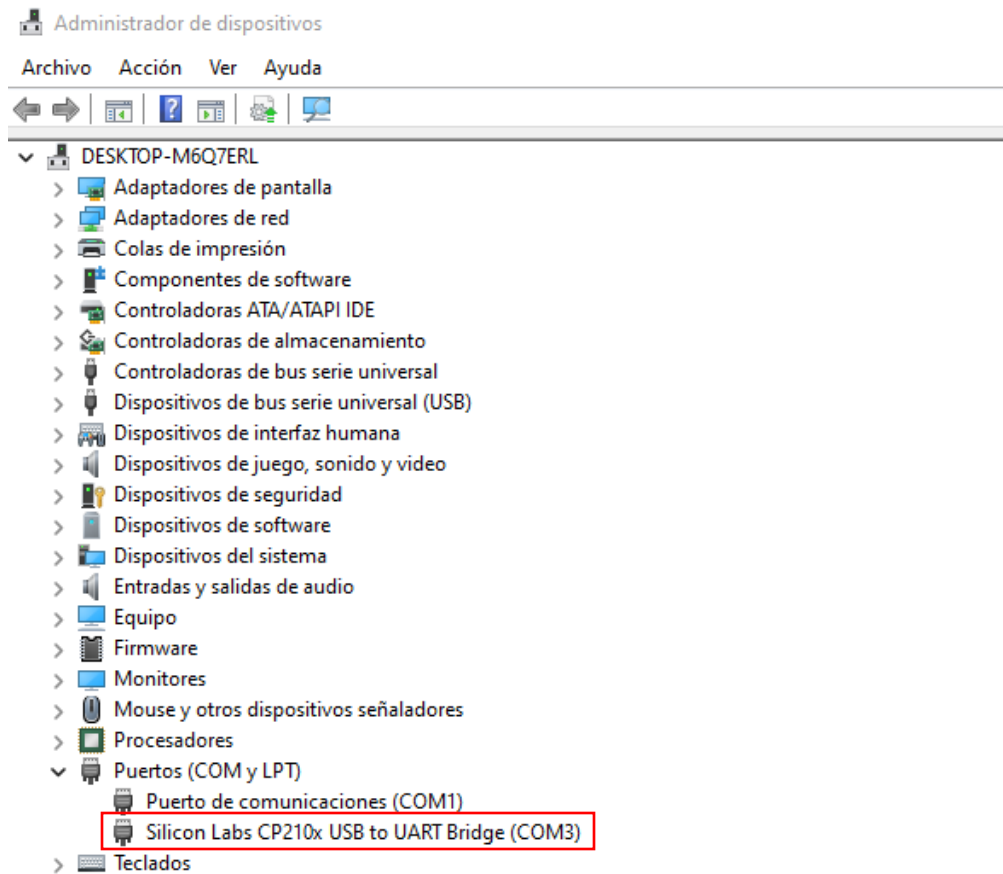 Administrador de dispositivos
Archivo Acción Ver Ayuda
DESKTOP-M6Q7ERL
Adaptadores de pantalla
Adaptadores de red
Colas de impresión
Componentes de software
Controladoras ATA/ATAPI IDE
Controladoras de almacenamiento
Controladoras de bus serie universal
Dispositivos de bus serie universal (USB)
Dispositivos de interfaz humana
Dispositivos de juego, sonido y video
Dispositivos de seguridad
Dispositivos de software
Dispositivos del sistema
Entradas y salidas de audio
Equipo
Firmware
Monitores
Mouse y otros dispositivos señaladores
Procesadores
Puertos (COM y LPT)
Puerto de comunicaciones (COM1)
Silicon Labs CP210x USB to UART Bridge (COM3)
Teclados